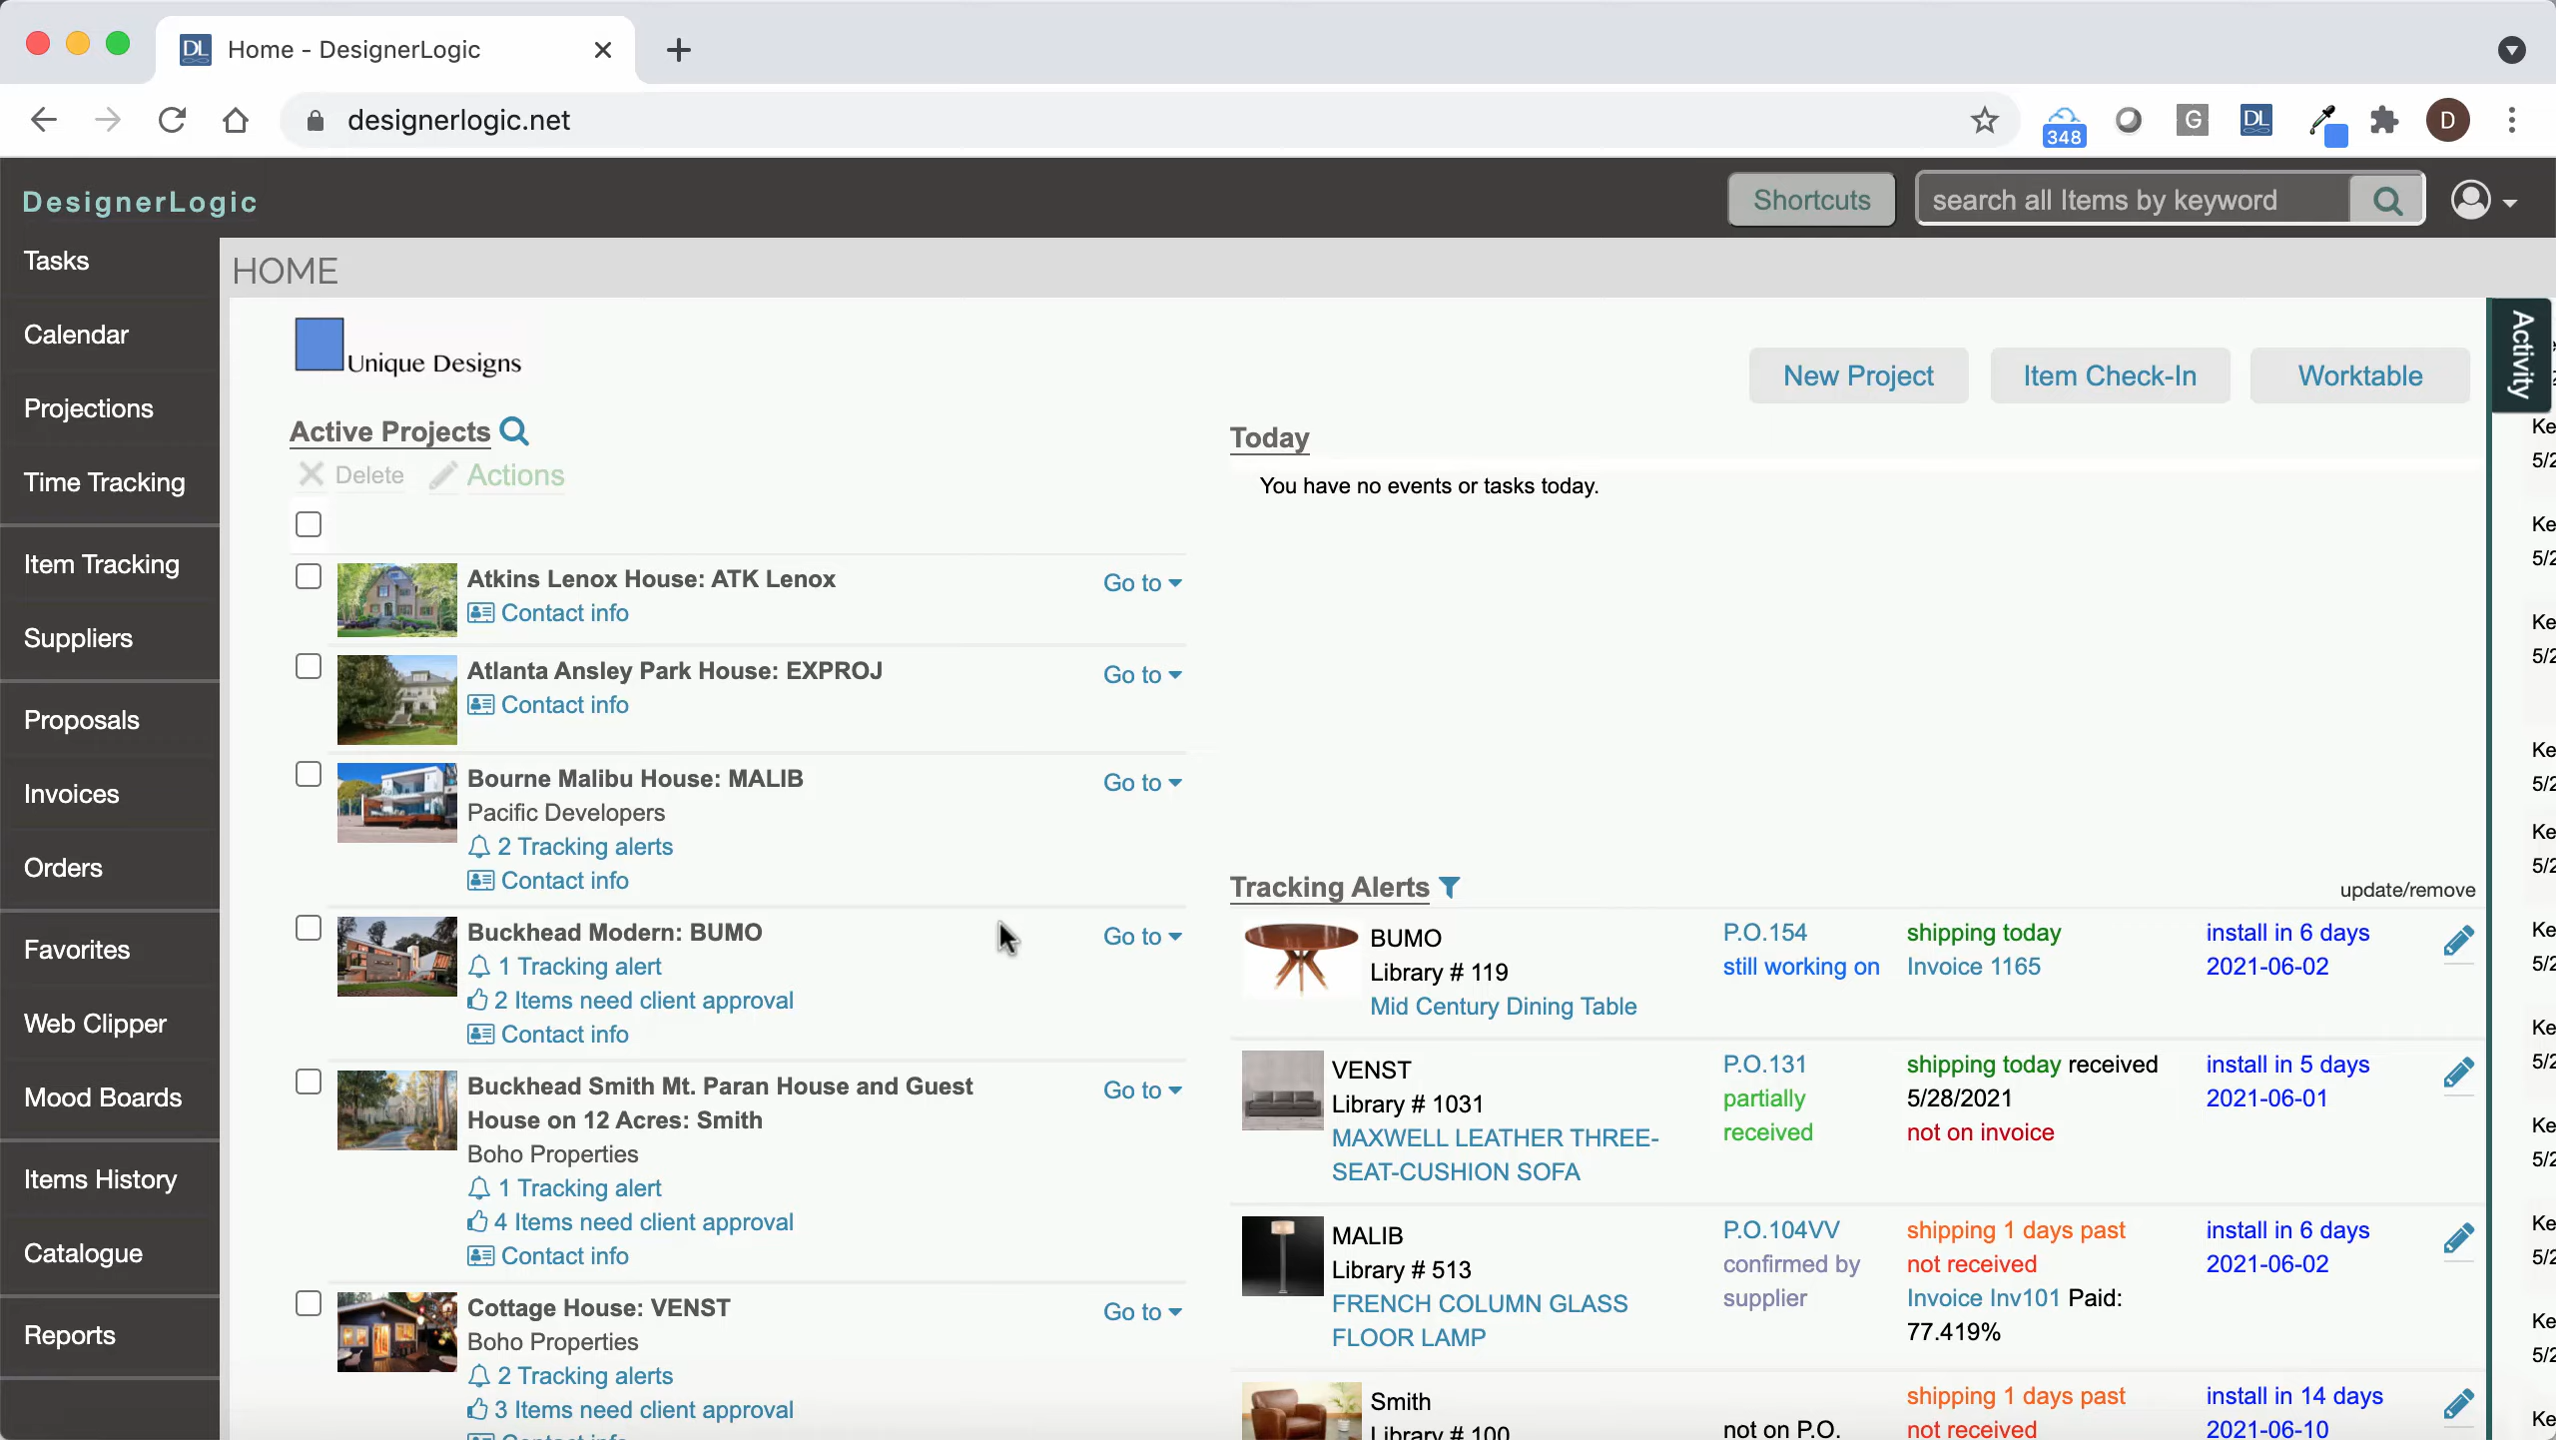 Home - DesignerLogic
designerlogic.net
348
G
DL
D
DesignerLogic
Shortcuts
search all Items by keyword
Tasks
Calendar
Projections
Time Tracking
Item Tracking
Suppliers
Proposals
Invoices
Orders
Favorites
Web Clipper
Mood Boards
Items History
Catalogue
Reports
HOME
Unique Designs
New Project
Item Check-In
Worktable
Activity
Active Projects
Delete
Actions
Atkins Lenox House: ATK Lenox
Contact info
Go to
Atlanta Ansley Park House: EXPROJ
Contact info
Go to
Bourne Malibu House: MALIB
Pacific Developers
2 Tracking alerts
Contact info
Go to
Buckhead Modern: BUMO
1 Tracking alert
2 Items need client approval
Contact info
Go to
Buckhead Smith Mt. Paran House and Guest
House on 12 Acres: Smith
Boho Properties
1 Tracking alert
4 Items need client approval
Contact info
Go to
Cottage House: VENST
Boho Properties
2 Tracking alerts
3 Items need client approval
Go to
Today
You have no events or tasks today.
Tracking Alerts
update/remove
BUMO
Library # 119
Mid Century Dining Table
P.O.154
still working on
shipping today
Invoice 1165
install in 6 days
2021-06-02
VENST
Library # 1031
MAXWELL LEATHER THREE-
SEAT-CUSHION SOFA
P.O.131
partially
received
shipping today received
5/28/2021
not on invoice
install in 5 days
2021-06-01
MALIB
Library # 513
FRENCH COLUMN GLASS
FLOOR LAMP
P.O.104VV
confirmed by
supplier
shipping 1 days past
not received
Invoice Inv101 Paid:
77.419%
install in 6 days
2021-06-02
Smith
Library # 100
not on P.O.
shipping 1 days past
not received
install in 14 days
2021-06-10